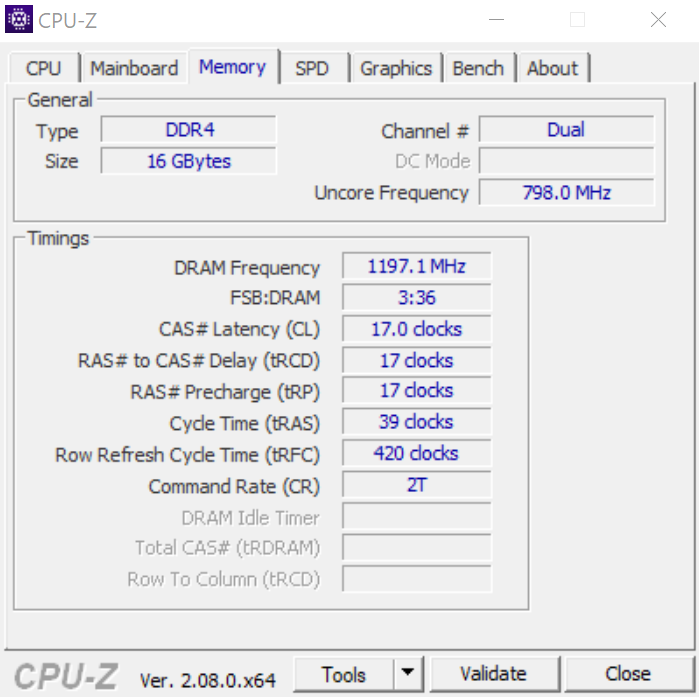 CPU-Z
CPU Mainboard Memory SPD Graphics Bench About
General
Type DDR4 Channel # Dual
Size 16 GBytes DC Mode
Uncore Frequency 798.0 MHz
Timings
DRAM Frequency 1197.1 MHz
FSB:DRAM 3:36
CAS# Latency (CL) 17.0 clocks
RAS# to CAS# Delay (tRCD) 17 clocks
RAS# Precharge (tRP) 17 clocks
Cycle Time (tRAS) 39 clocks
Row Refresh Cycle Time (tRFC) 420 clocks
Command Rate (CR) 2T
DRAM Idle Timer
Total CAS# (tRDRAM)
Row To Column (tRCD)
CPU-Z Ver. 2.08.0.x64 Tools Validate Close